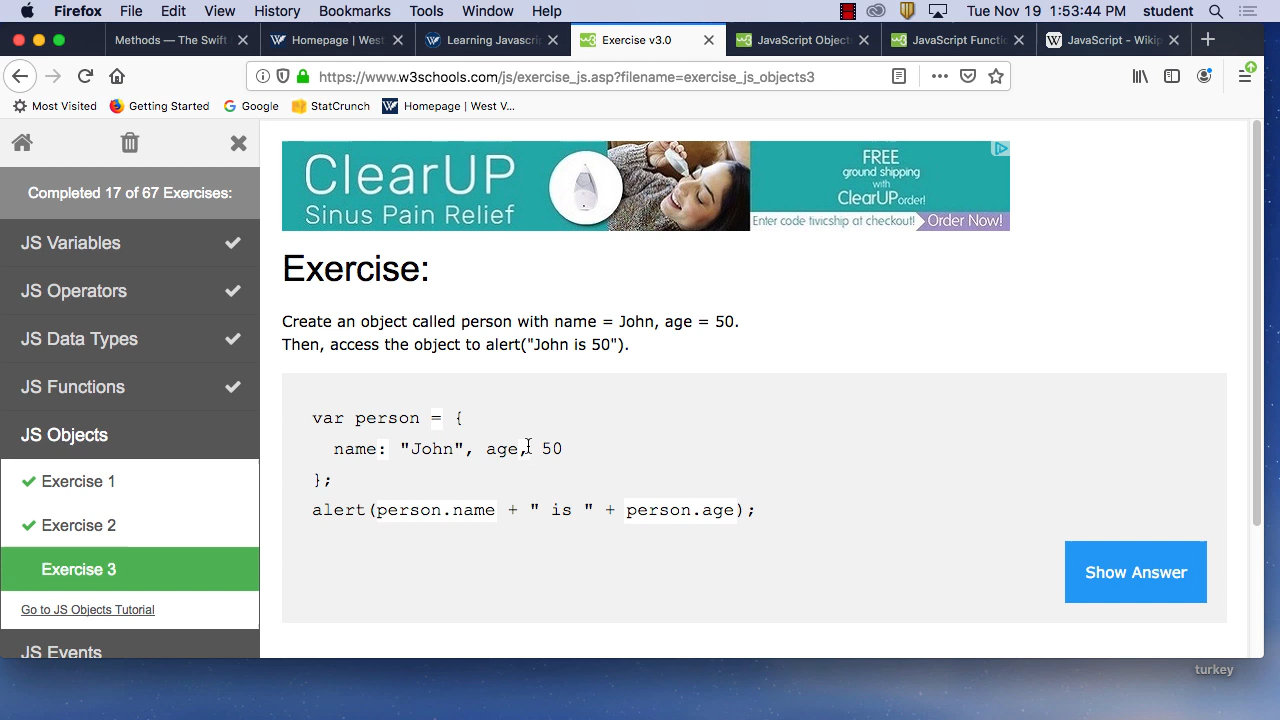 Firefox File Edit View History Bookmarks Tools Window Help Tue Nov 19 1:53:44 PM student
Methods — The Swift Homepage | West Learning Javascri Exercise v3.0 JavaScript Objects JavaScript Functi JavaScript - Wikip
https://www.w3schools.com/js/exercise_js.asp?filename=exercise_js_objects3
Most Visited Getting Started Google StatCrunch Homepage | West V...
ClearUP
Sinus Pain Relief
FREE
ground shipping
with
ClearUP order!
Enter code tivicship at checkout! Order Now!
Completed 17 of 67 Exercises:
JS Variables
JS Operators
JS Data Types
JS Functions
JS Objects
Exercise 1
Exercise 2
Exercise 3
Go to JS Objects Tutorial
JS Events
Exercise:
Create an object called person with name = John, age = 50.
Then, access the object to alert("John is 50").
var person = {
name: "John", age, 50
};
alert(person.name + " is " + person.age);
Show Answer
turkey